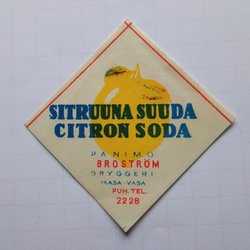 SITRUUNA SUUDA
CITRON SODA
PANIMO
BROSTRÖM
BRYGGERI
VAASA - VASA
PUH. TEL.
2228